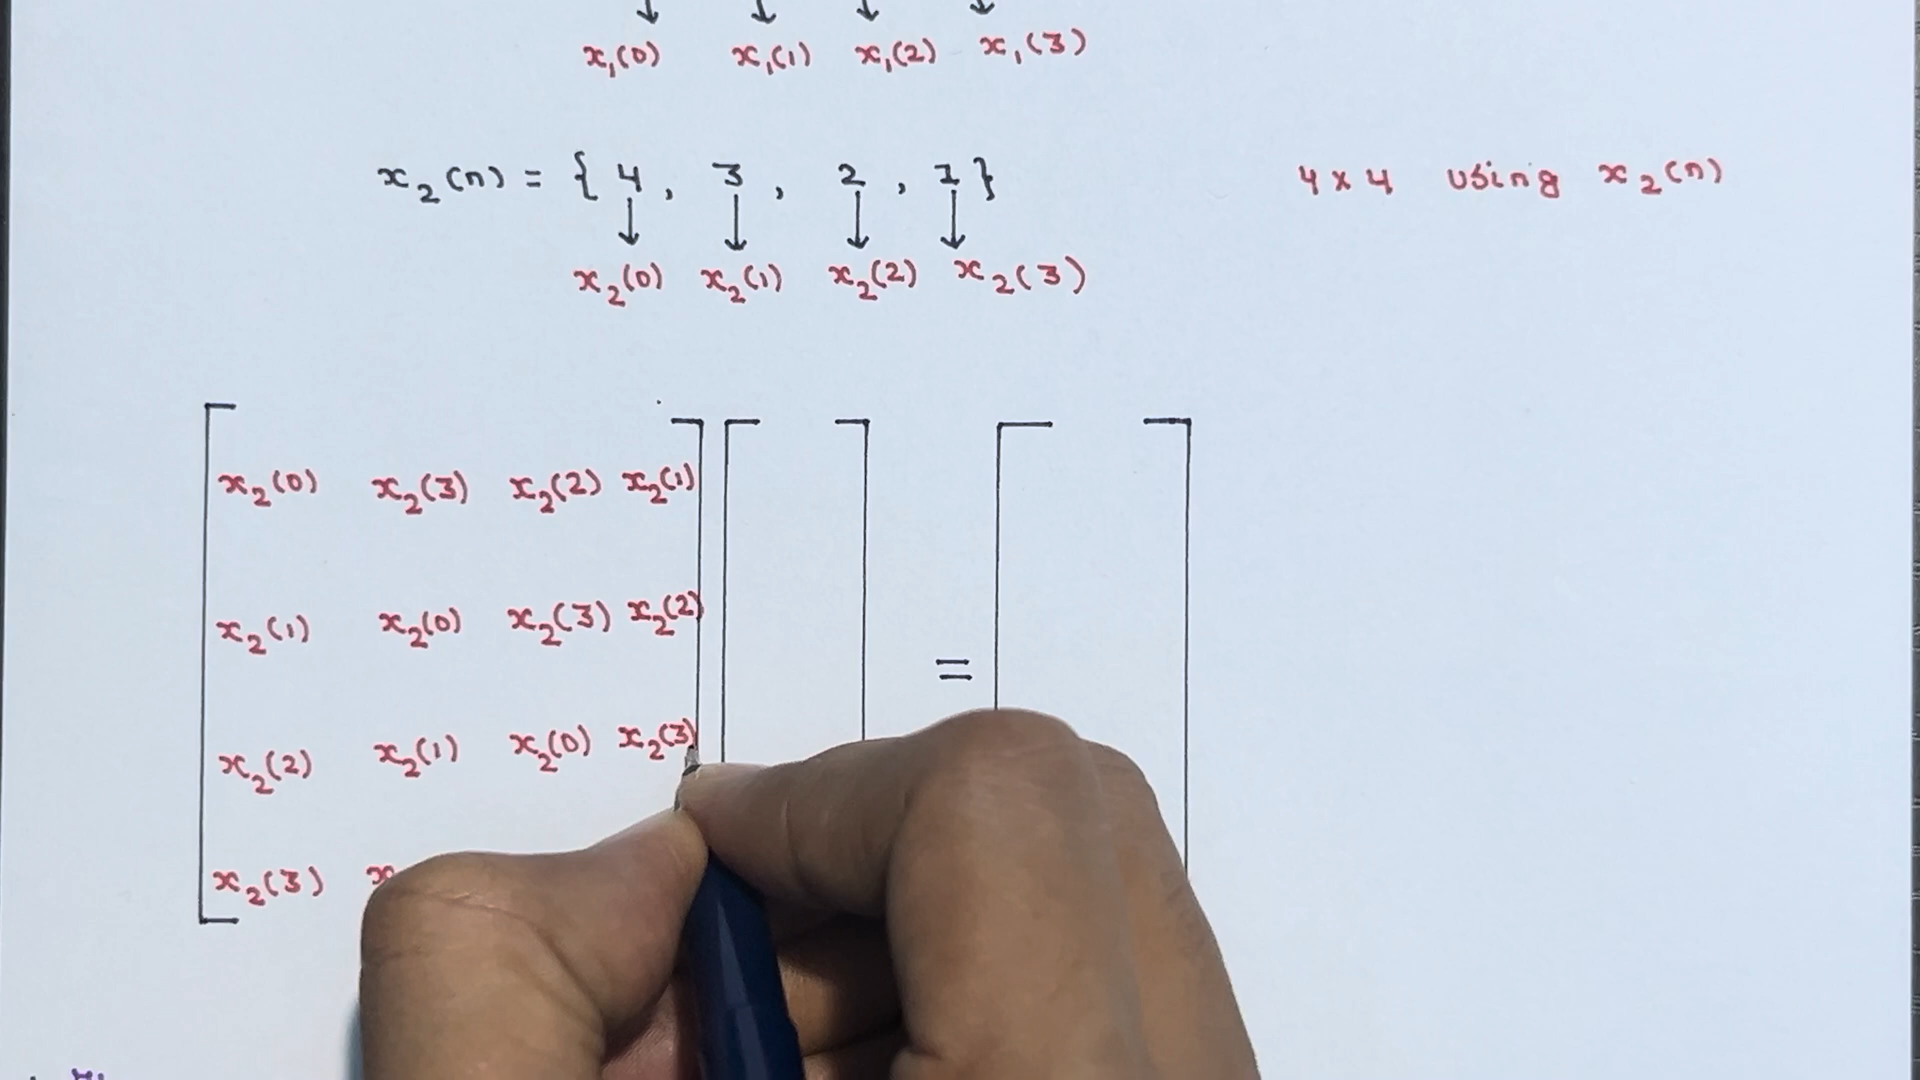 x₁(0) x₁(1) x₁(2) x₁(3)
x₂(n) = { 4, 3, 2, 1 } 4 x 4 using x₂(n)
x₂(0) x₂(1) x₂(2) x₂(3)
x₂(0) x₂(3) x₂(2) x₂(1)
x₂(1) x₂(0) x₂(3) x₂(2)
=
x₂(2) x₂(1) x₂(0) x₂(3)
x₂(3) x